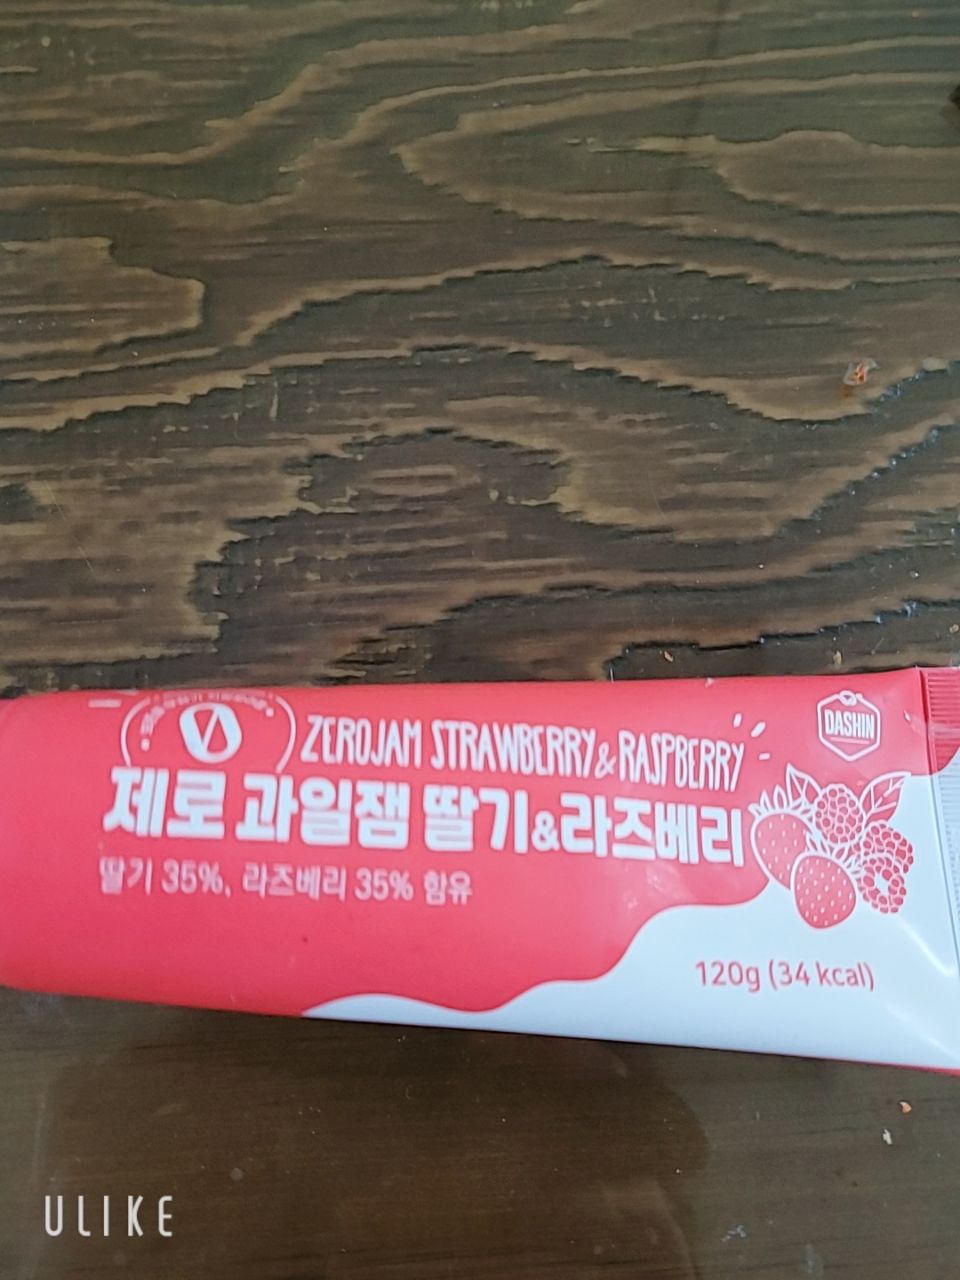 ZEROJAM STRAWBERRY & RASPBERRY
DASHIN
제로 과일잼 딸기&라즈베리
딸기 35%, 라즈베리 35% 함유
120g (34 kcal)
ULIKE